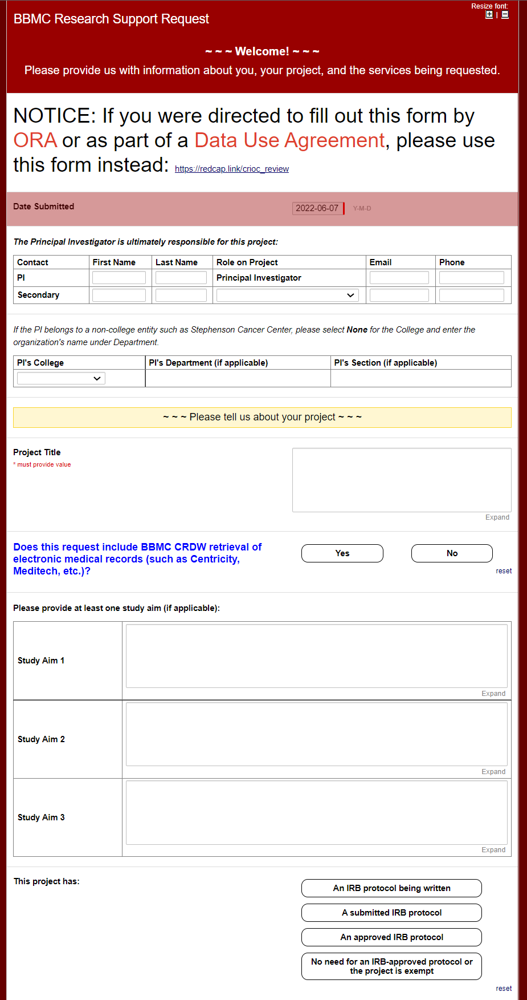 Resize font:
+ | −
BBMC Research Support Request
~ ~ ~ Welcome! ~ ~ ~
Please provide us with information about you, your project, and the services being requested.
NOTICE: If you were directed to fill out this form by
ORA or as part of a Data Use Agreement, please use
this form instead: https://redcap.link/crioc_review
Date Submitted 2022-06-07 Y-M-D
The Principal Investigator is ultimately responsible for this project:
Contact First Name Last Name Role on Project Email Phone
PI Principal Investigator
Secondary
If the PI belongs to a non-college entity such as Stephenson Cancer Center, please select None for the College and enter the
organization's name under Department.
PI's College PI's Department (if applicable) PI's Section (if applicable)
~ ~ ~ Please tell us about your project ~ ~ ~
Project Title
* must provide value
Expand
Does this request include BBMC CRDW retrieval of
electronic medical records (such as Centricity,
Meditech, etc.)?
Yes No
reset
Please provide at least one study aim (if applicable):
Study Aim 1
Expand
Study Aim 2
Expand
Study Aim 3
Expand
This project has:
An IRB protocol being written
A submitted IRB protocol
An approved IRB protocol
No need for an IRB-approved protocol or
the project is exempt
reset